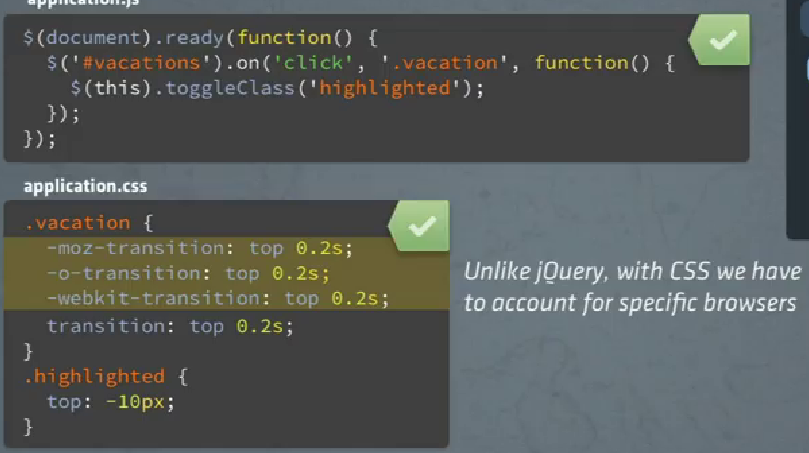 application.js
$(document).ready(function() {
$('#vacations').on('click', '.vacation', function() {
$(this).toggleClass('highlighted');
});
});
application.css
.vacation {
-moz-transition: top 0.2s;
-o-transition: top 0.2s;
-webkit-transition: top 0.2s;
transition: top 0.2s;
}
.highlighted {
top: -10px;
}
Unlike jQuery, with CSS we have
to account for specific browsers